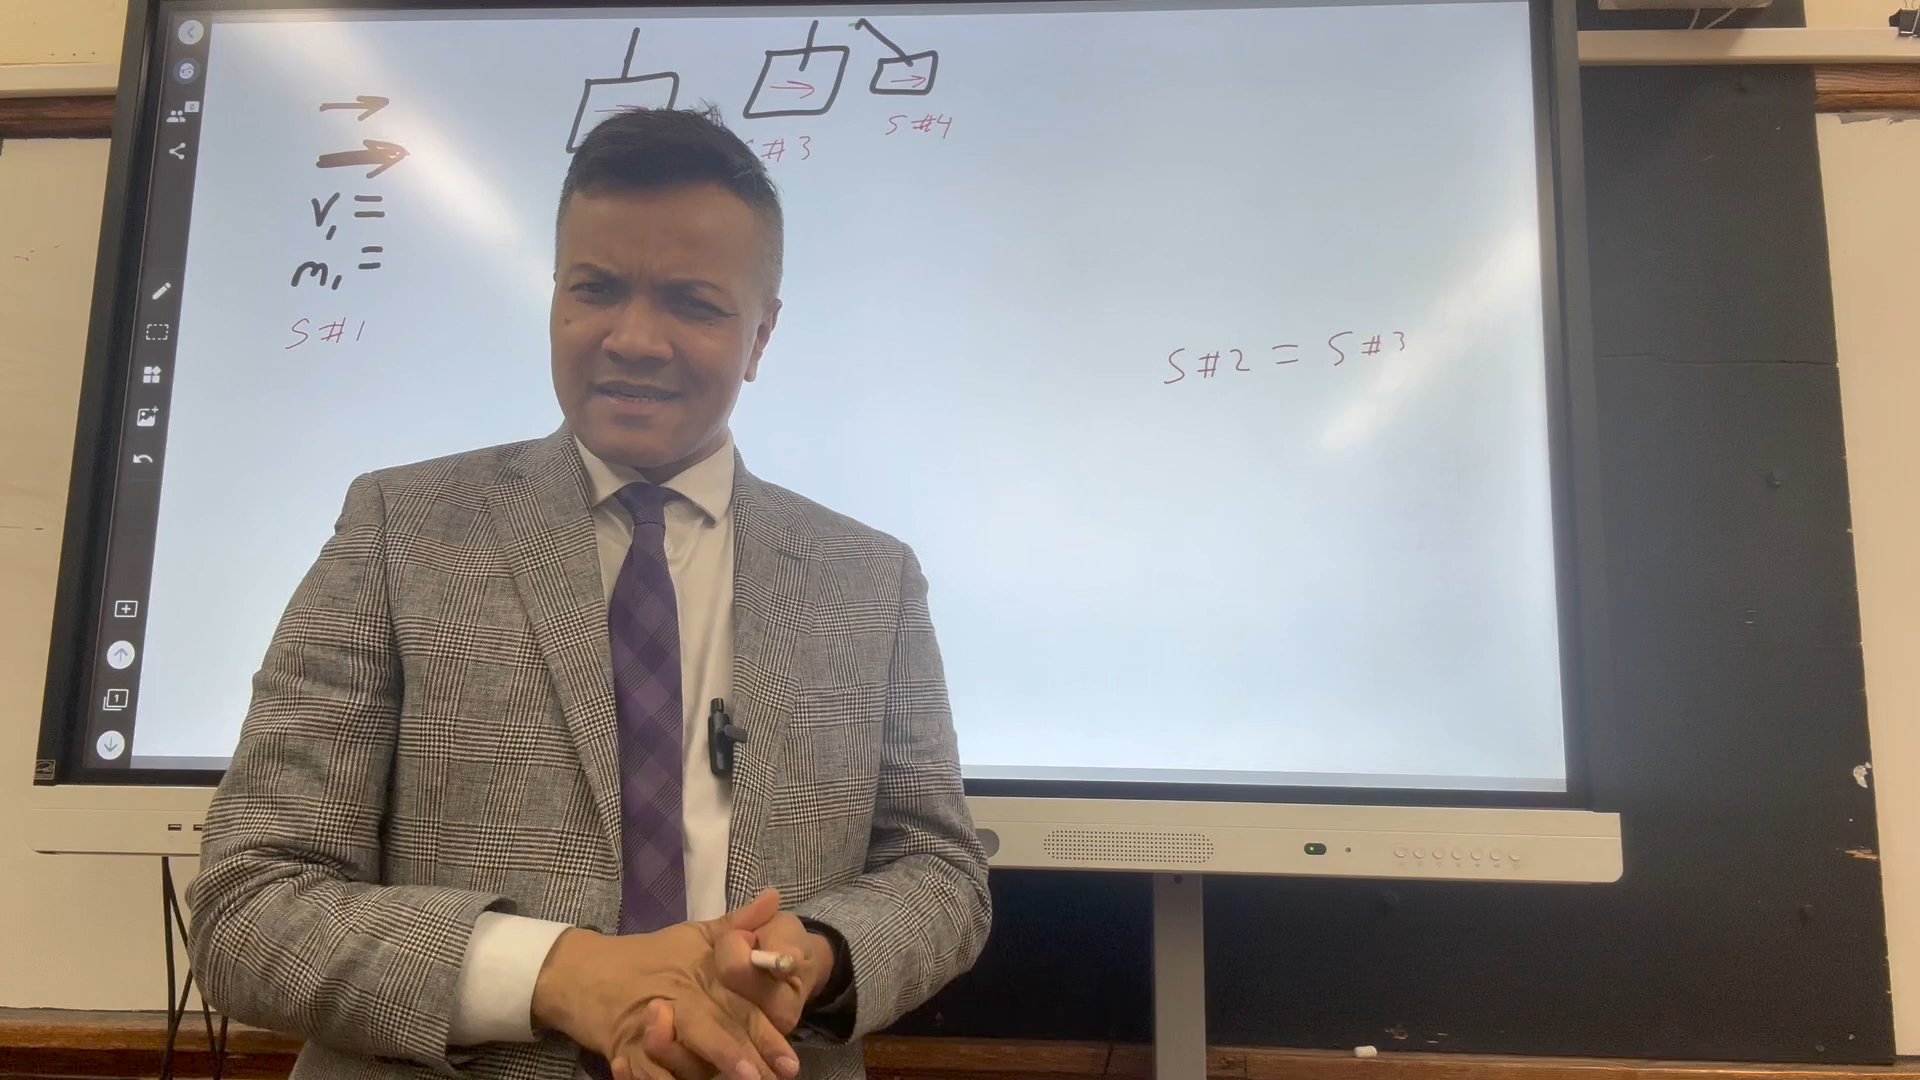 v₁ =
m₁ =
S#1
#3
S#4
S#2 = S#3